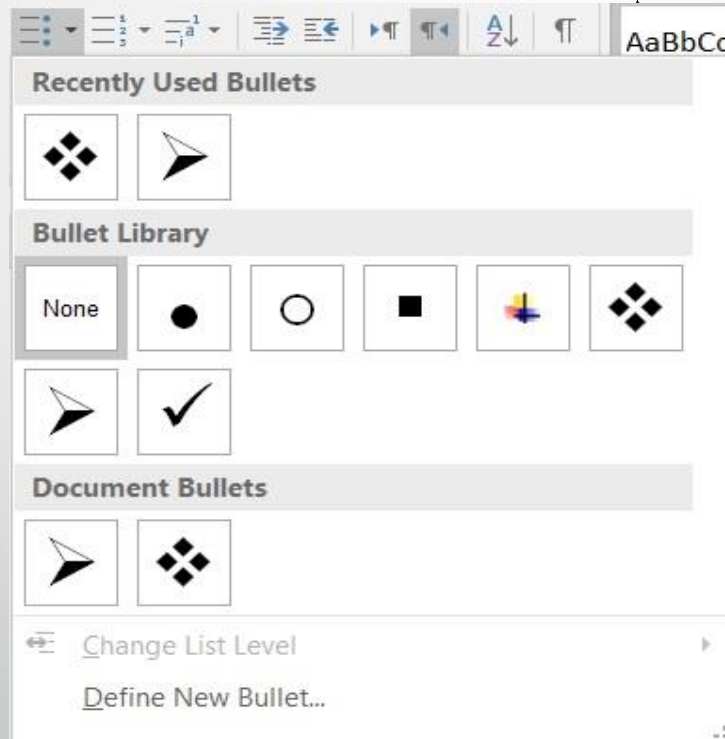 AaBbCc
Recently Used Bullets
Bullet Library
None
Document Bullets
Change List Level
Define New Bullet...